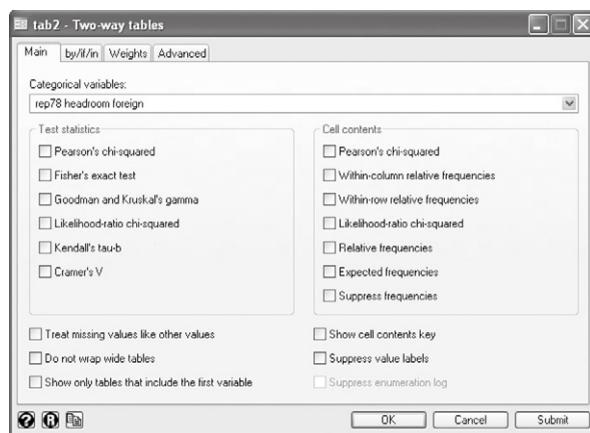 tab2 - Two-way tables
Main by/if/in Weights Advanced
Categorical variables:
rep78 headroom foreign
Test statistics
Pearson's chi-squared
Fisher's exact test
Goodman and Kruskal's gamma
Likelihood-ratio chi-squared
Kendall's tau-b
Cramer's V
Cell contents
Pearson's chi-squared
Within-column relative frequencies
Within-row relative frequencies
Likelihood-ratio chi-squared
Relative frequencies
Expected frequencies
Suppress frequencies
Treat missing values like other values
Do not wrap wide tables
Show only tables that include the first variable
Show cell contents key
Suppress value labels
Suppress enumeration log
? R
OK Cancel Submit